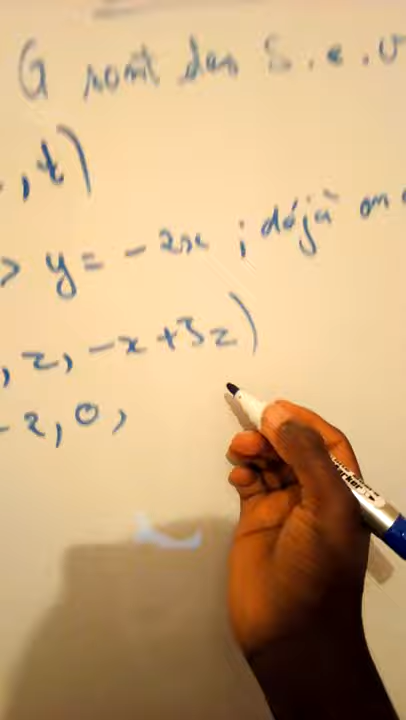 G sont des S.e.v
, t)
> y = -2x ; déjà on
, z, -x+3z)
-2, 0,